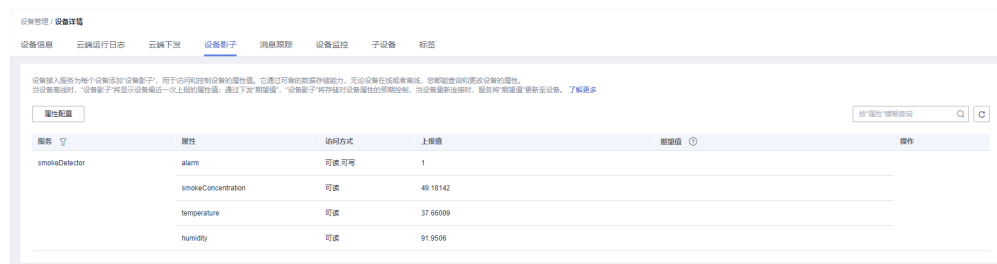 设备管理 / 设备详情
设备信息 云端运行日志 云端下发 设备影子 消息跟踪 设备监控 子设备 标签
设备接入服务为每个设备添加“设备影子”，用于访问和控制设备的属性值。它通过可靠的数据存储能力，无论设备在线或者离线，您都能查询和更改设备的属性。
当设备离线时，“设备影子”将显示设备最近一次上报的属性值；通过下发“期望值”，“设备影子”将存储对设备属性的预期控制，当设备重新连接时，服务将“期望值”更新至设备。 了解更多
属性配置 按“属性”模糊查询
服务 属性 访问方式 上报值 期望值 ? 操作
smokeDetector alarm 可读,可写 1
smokeConcentration 可读 49.18142
temperature 可读 37.66009
humidity 可读 91.9506